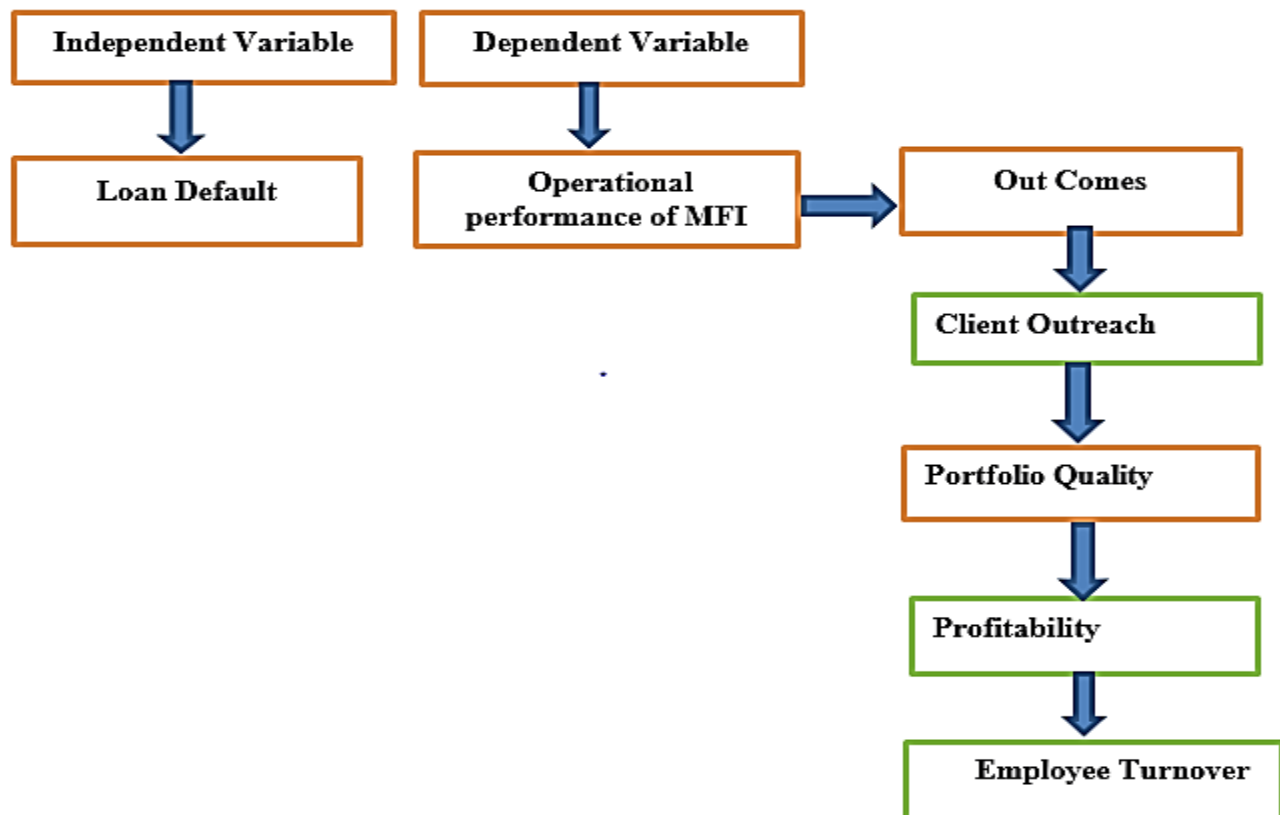 Independent Variable
Dependent Variable
Loan Default
Operational
performance of MFI
Out Comes
Client Outreach
Portfolio Quality
Profitability
Employee Turnover